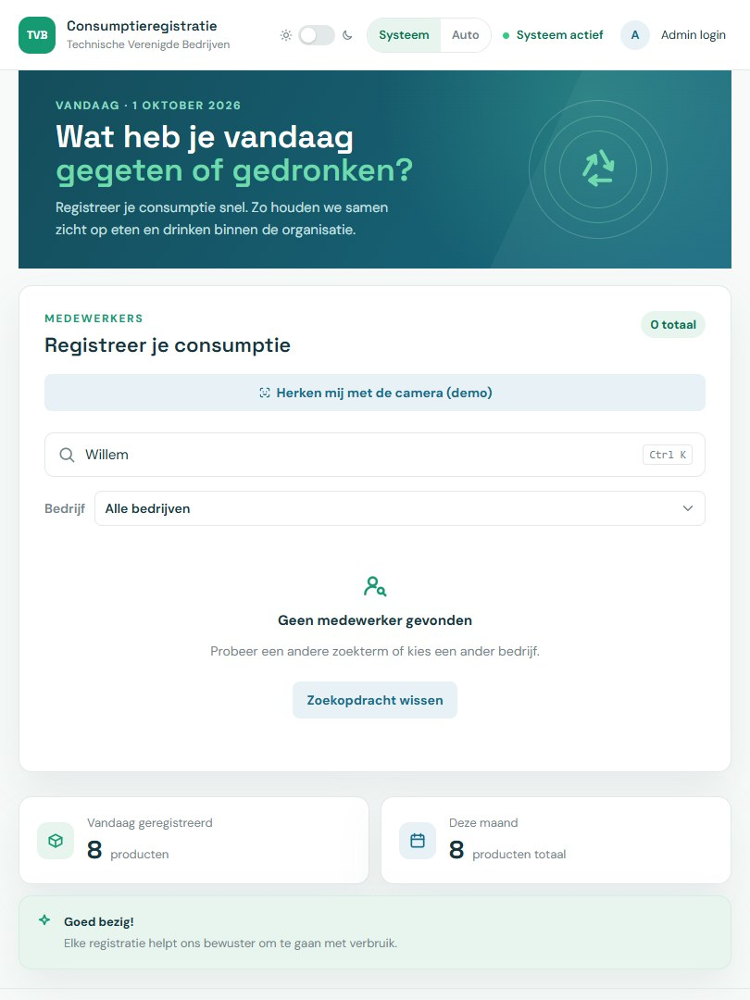 TVB
Consumptieregistratie
Technische Verenigde Bedrijven
Systeem
Auto
Systeem actief
A
Admin login
VANDAAG · 1 OKTOBER 2026
Wat heb je vandaag
gegeten of gedronken?
Registreer je consumptie snel. Zo houden we samen
zicht op eten en drinken binnen de organisatie.
MEDEWERKERS
0 totaal
Registreer je consumptie
Herken mij met de camera (demo)
Willem
Ctrl K
Bedrijf
Alle bedrijven
Geen medewerker gevonden
Probeer een andere zoekterm of kies een ander bedrijf.
Zoekopdracht wissen
Vandaag geregistreerd
8 producten
Deze maand
8 producten totaal
Goed bezig!
Elke registratie helpt ons bewuster om te gaan met verbruik.